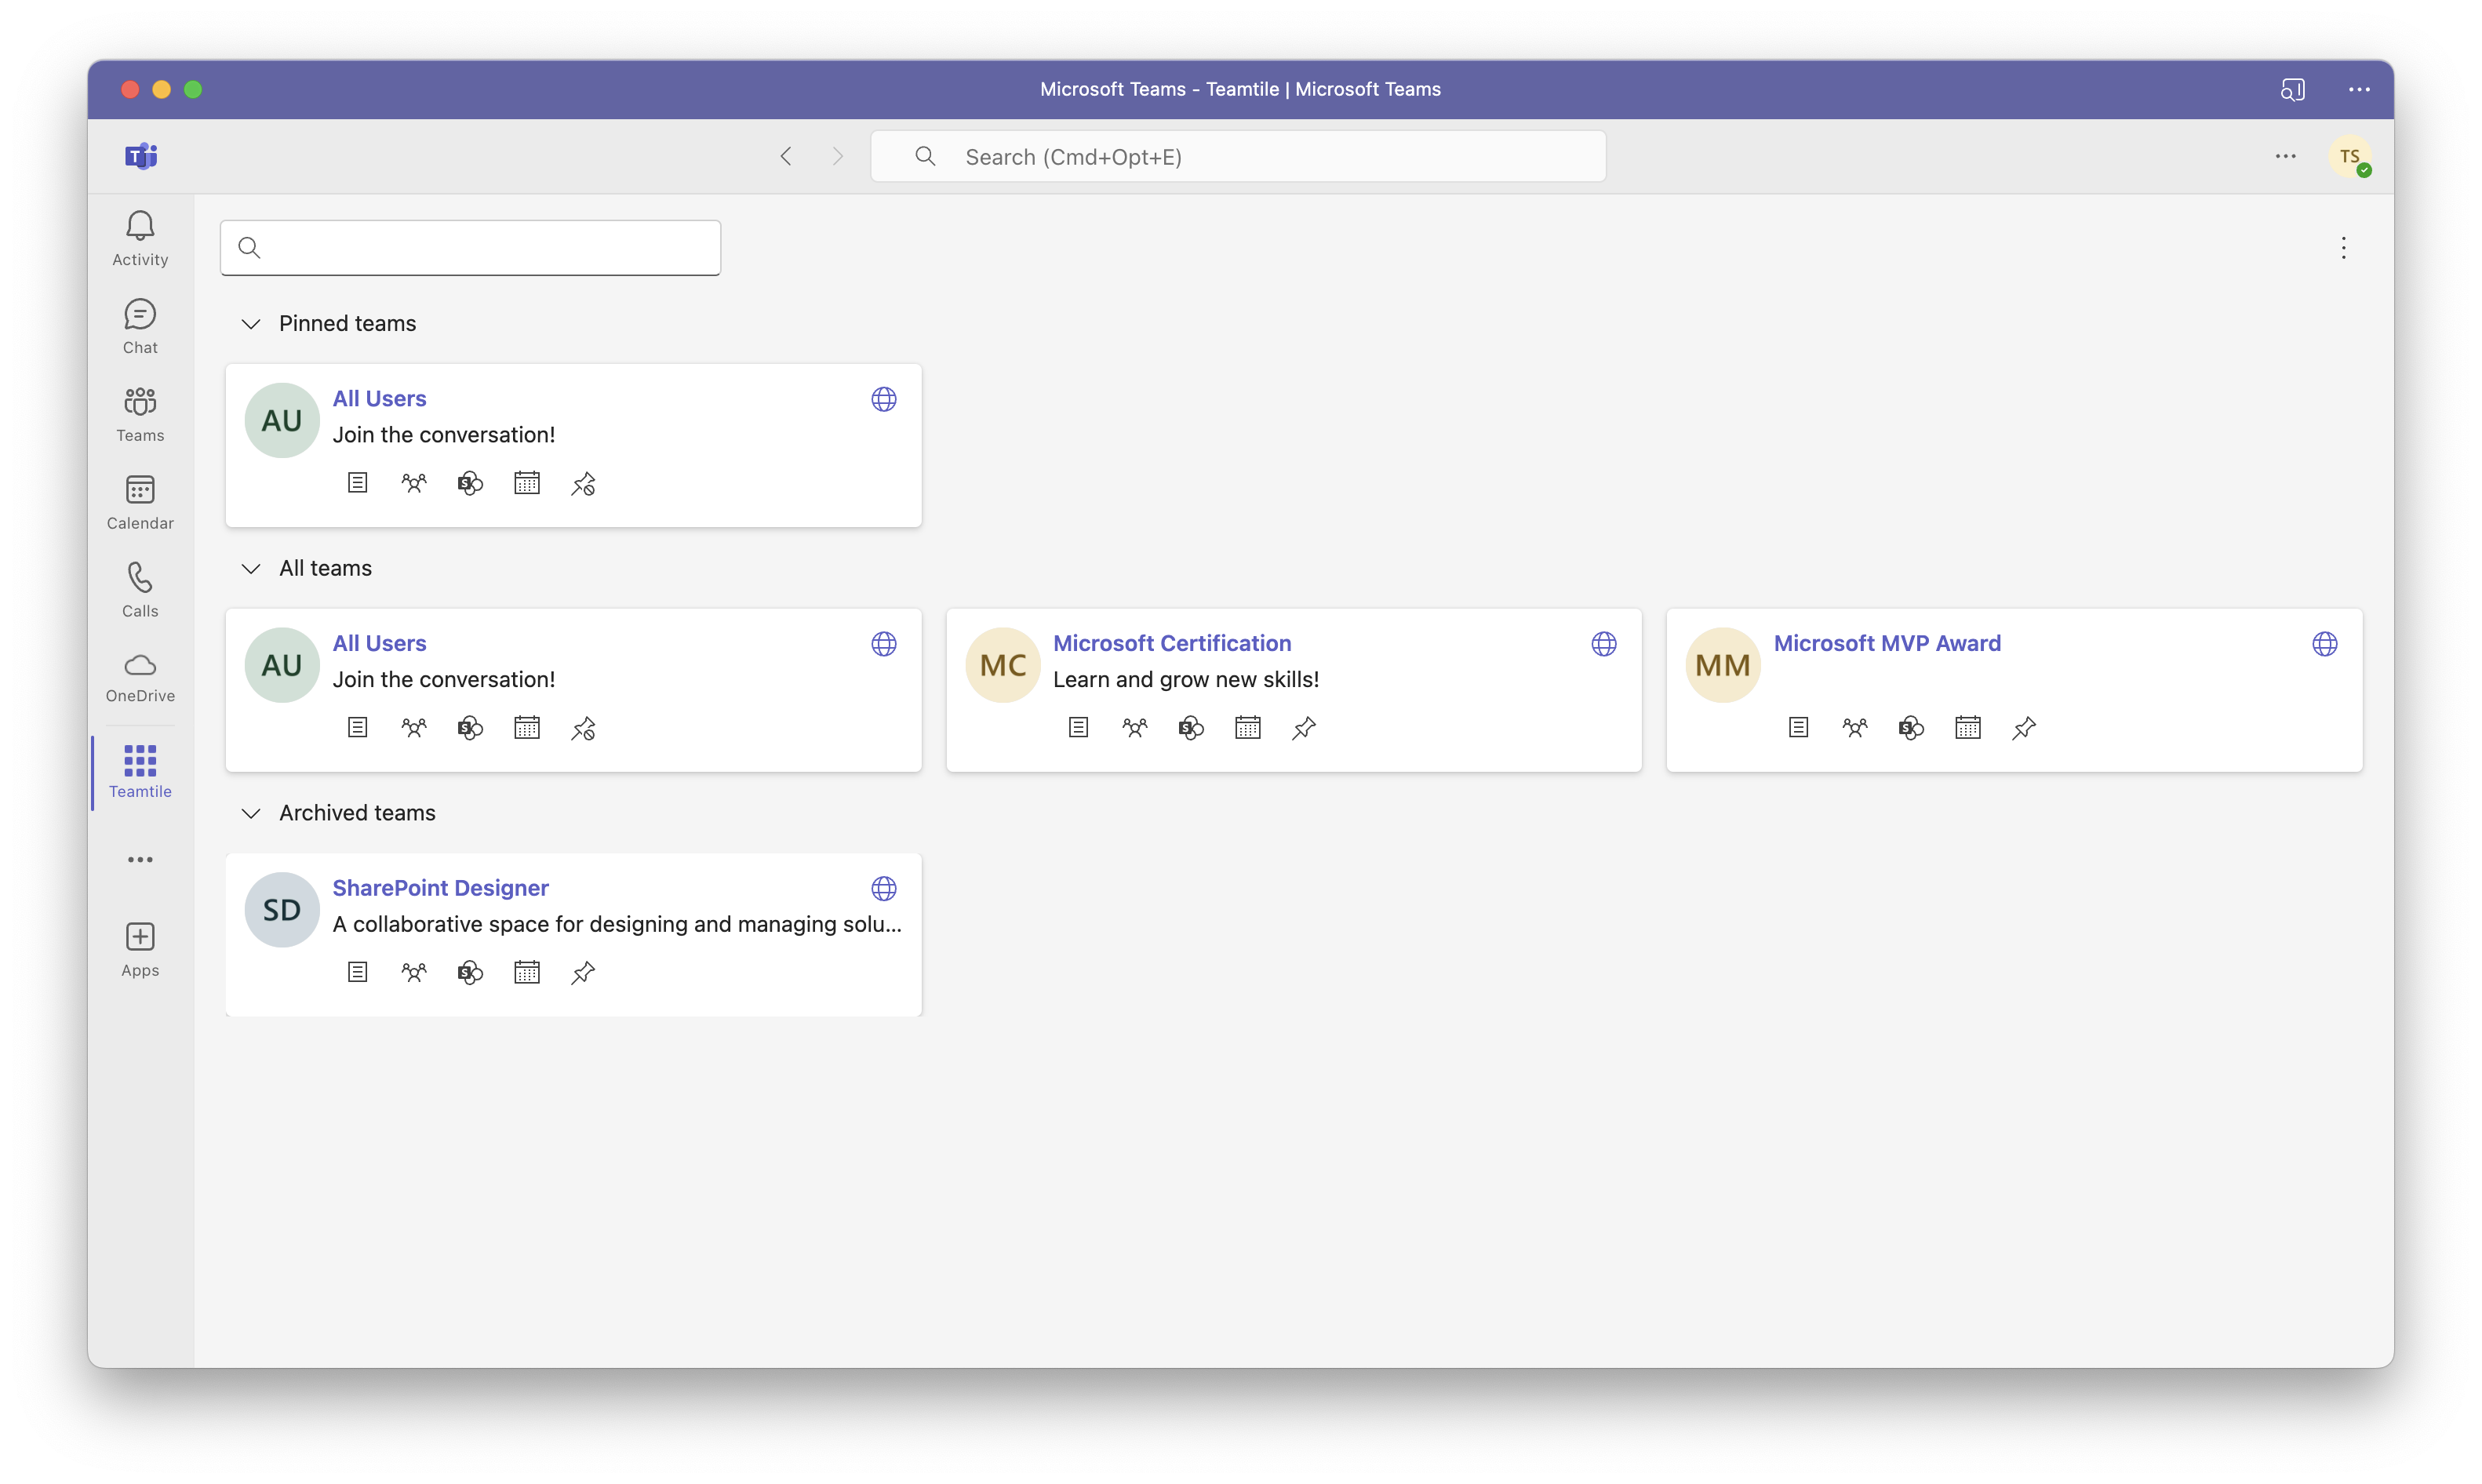 Microsoft Teams - Teamtile | Microsoft Teams
T
Search (Cmd+Opt+E)
TS
Activity
Chat
Teams
Calendar
Calls
OneDrive
Teamtile
Apps
Pinned teams
AU
All Users
Join the conversation!
S
All teams
AU
All Users
Join the conversation!
S
MC
Microsoft Certification
Learn and grow new skills!
S
MM
Microsoft MVP Award
S
Archived teams
SD
SharePoint Designer
A collaborative space for designing and managing solu...
S